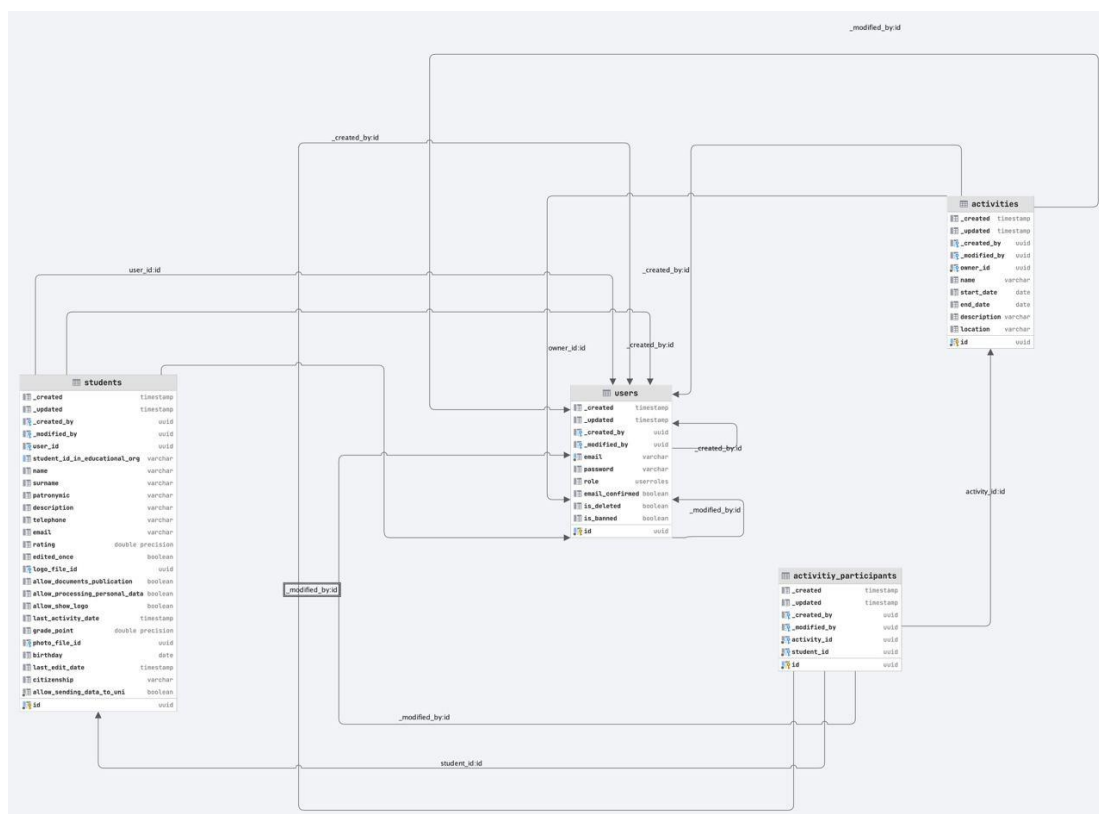 _modified_by:id
_created_by:id
activities
_created timestamp
_updated timestamp
_created_by uuid
_modified_by uuid
owner_id uuid
name varchar
start_date date
end_date date
description varchar
location varchar
id uuid
user_id:id
_created_by:id
owner_id:id
_created_by:id
students
_created timestamp
_updated timestamp
_created_by uuid
_modified_by uuid
user_id uuid
student_id_in_educational_org varchar
name varchar
surname varchar
patronymic varchar
description varchar
telephone varchar
email varchar
rating double precision
edited_once boolean
logo_file_id uuid
allow_documents_publication boolean
allow_processing_personal_data boolean
allow_show_logo boolean
last_activity_date timestamp
grade_point double precision
photo_file_id uuid
birthday date
last_edit_date timestamp
citizenship varchar
allow_sending_data_to_uni boolean
id uuid
users
_created timestamp
_updated timestamp
_created_by uuid
_modified_by uuid
email varchar
password varchar
role userroles
email_confirmed boolean
is_deleted boolean
is_banned boolean
id uuid
_created_by:id
_modified_by:id
activity_id:id
_modified_by:id
activitiy_participants
_created timestamp
_updated timestamp
_created_by uuid
_modified_by uuid
activity_id uuid
student_id uuid
id uuid
_modified_by:id
student_id:id